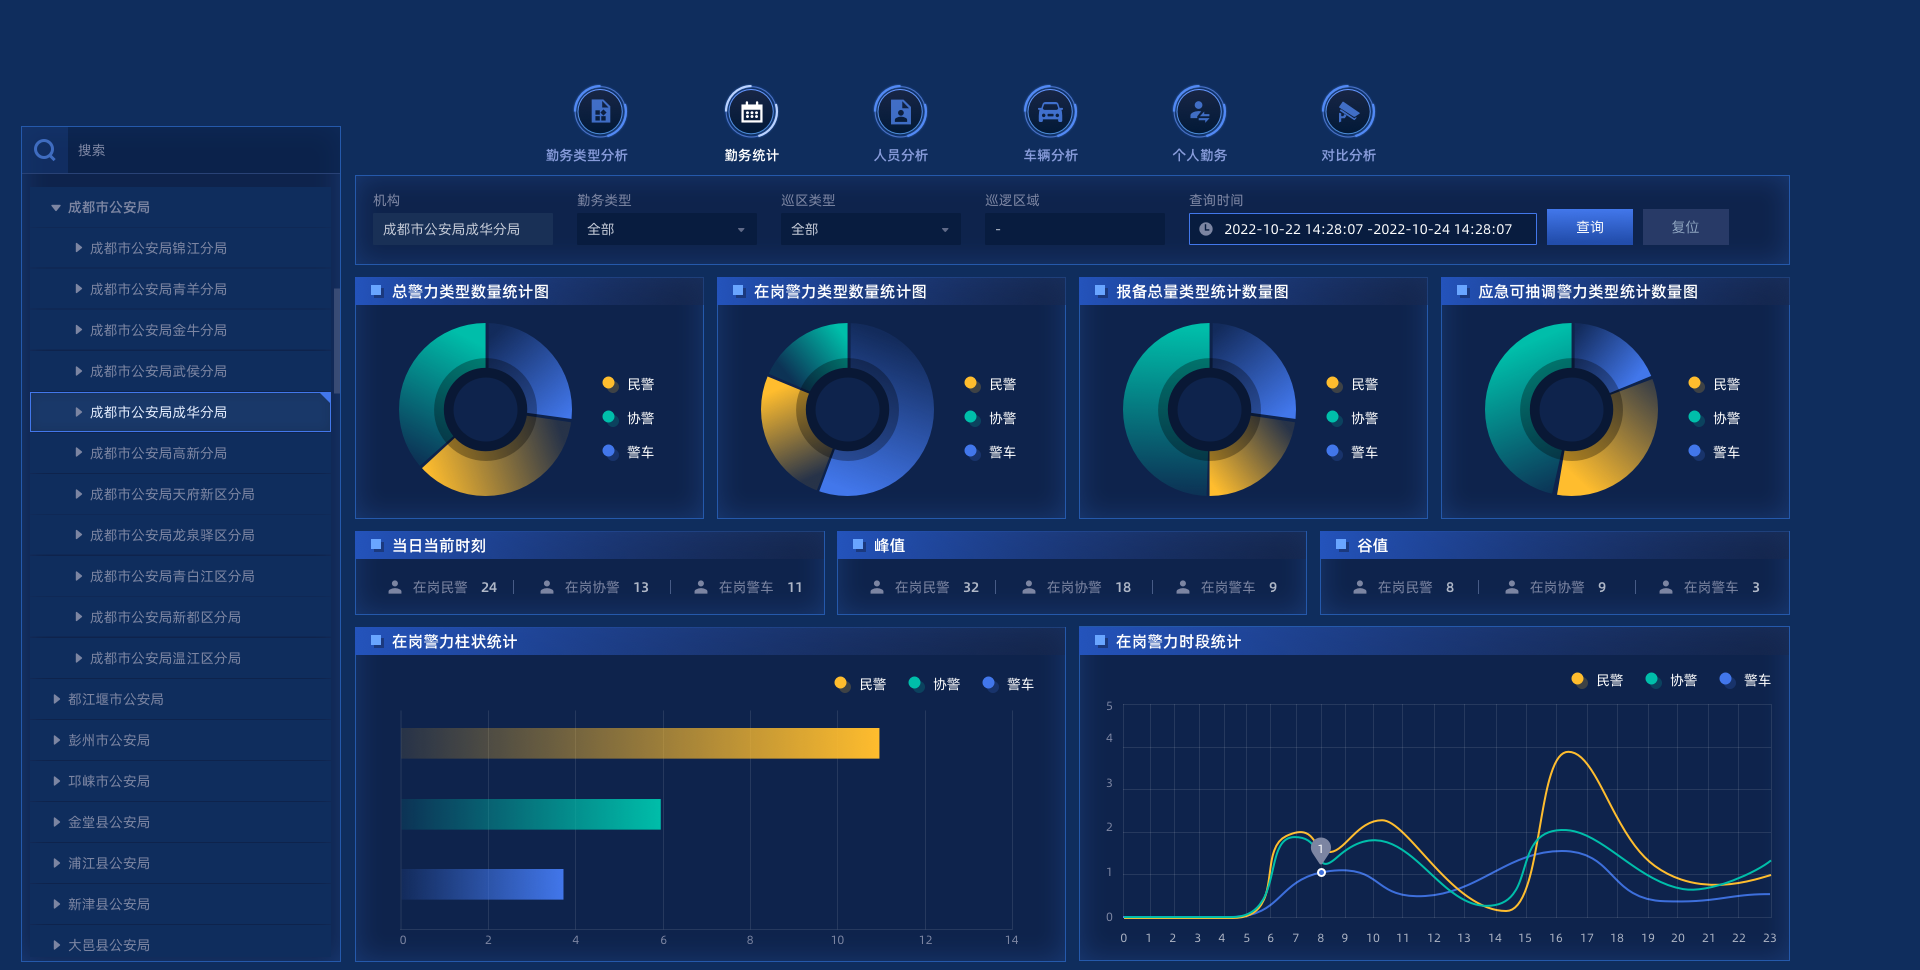 勤务类型分析
勤务统计
人员分析
车辆分析
个人勤务
对比分析
搜索
成都市公安局
成都市公安局锦江分局
成都市公安局青羊分局
成都市公安局金牛分局
成都市公安局武侯分局
成都市公安局成华分局
成都市公安局高新分局
成都市公安局天府新区分局
成都市公安局龙泉驿区分局
成都市公安局青白江区分局
成都市公安局新都区分局
成都市公安局温江区分局
都江堰市公安局
彭州市公安局
邛崃市公安局
金堂县公安局
浦江县公安局
新津县公安局
大邑县公安局
机构
成都市公安局成华分局
勤务类型
全部
巡区类型
全部
巡逻区域
-
查询时间
2022-10-22 14:28:07 -2022-10-24 14:28:07
查询
复位
总警力类型数量统计图
民警
协警
警车
在岗警力类型数量统计图
民警
协警
警车
报备总量类型统计数量图
民警
协警
警车
应急可抽调警力类型统计数量图
民警
协警
警车
当日当前时刻
在岗民警 24
在岗协警 13
在岗警车 11
峰值
在岗民警 32
在岗协警 18
在岗警车 9
谷值
在岗民警 8
在岗协警 9
在岗警车 3
在岗警力柱状统计
民警 协警 警车
0 2 4 6 8 10 12 14
在岗警力时段统计
民警 协警 警车
5
4
3
2
1
0
1
0 1 2 3 4 5 6 7 8 9 10 11 12 13 14 15 16 17 18 19 20 21 22 23